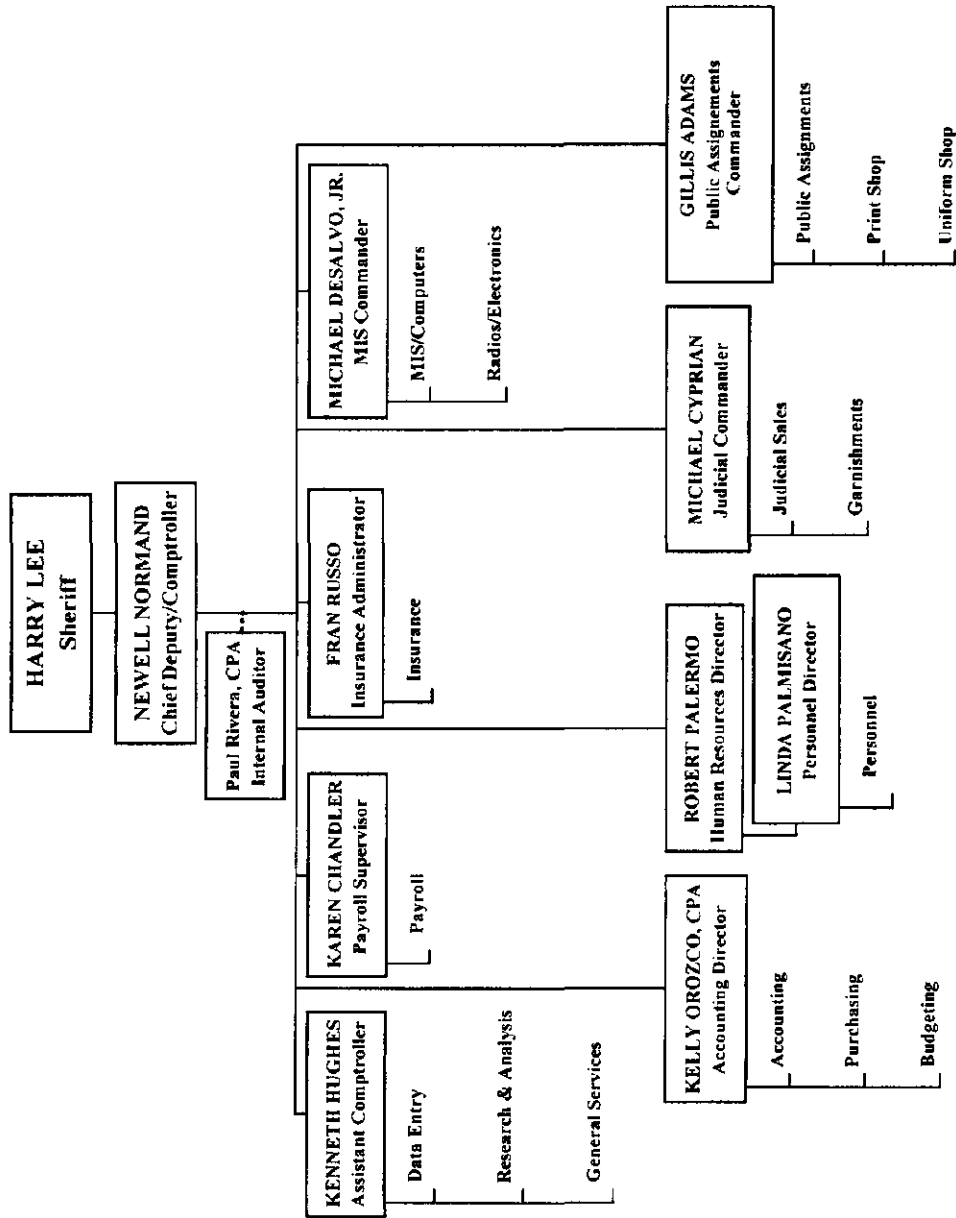 HARRY LEE
Sheriff
NEWELL NORMAND
Chief Deputy/Comptroller
Paul Rivera, CPA
Internal Auditor
KENNETH HUGHES
Assistant Comptroller
Data Entry
Research & Analysis
General Services
KAREN CHANDLER
Payroll Supervisor
Payroll
FRAN RUSSO
Insurance Administrator
Insurance
MICHAEL DESALVO, JR.
MIS Commander
MIS/Computers
Radios/Electronics
KELLY OROZCO, CPA
Accounting Director
Accounting
Purchasing
Budgeting
ROBERT PALERMO
Human Resources Director
LINDA PALMISANO
Personnel Director
Personnel
MICHAEL CYPRIAN
Judicial Commander
Judicial Sales
Garnishments
GILLIS ADAMS
Public Assignements
Commander
Public Assignments
Print Shop
Uniform Shop